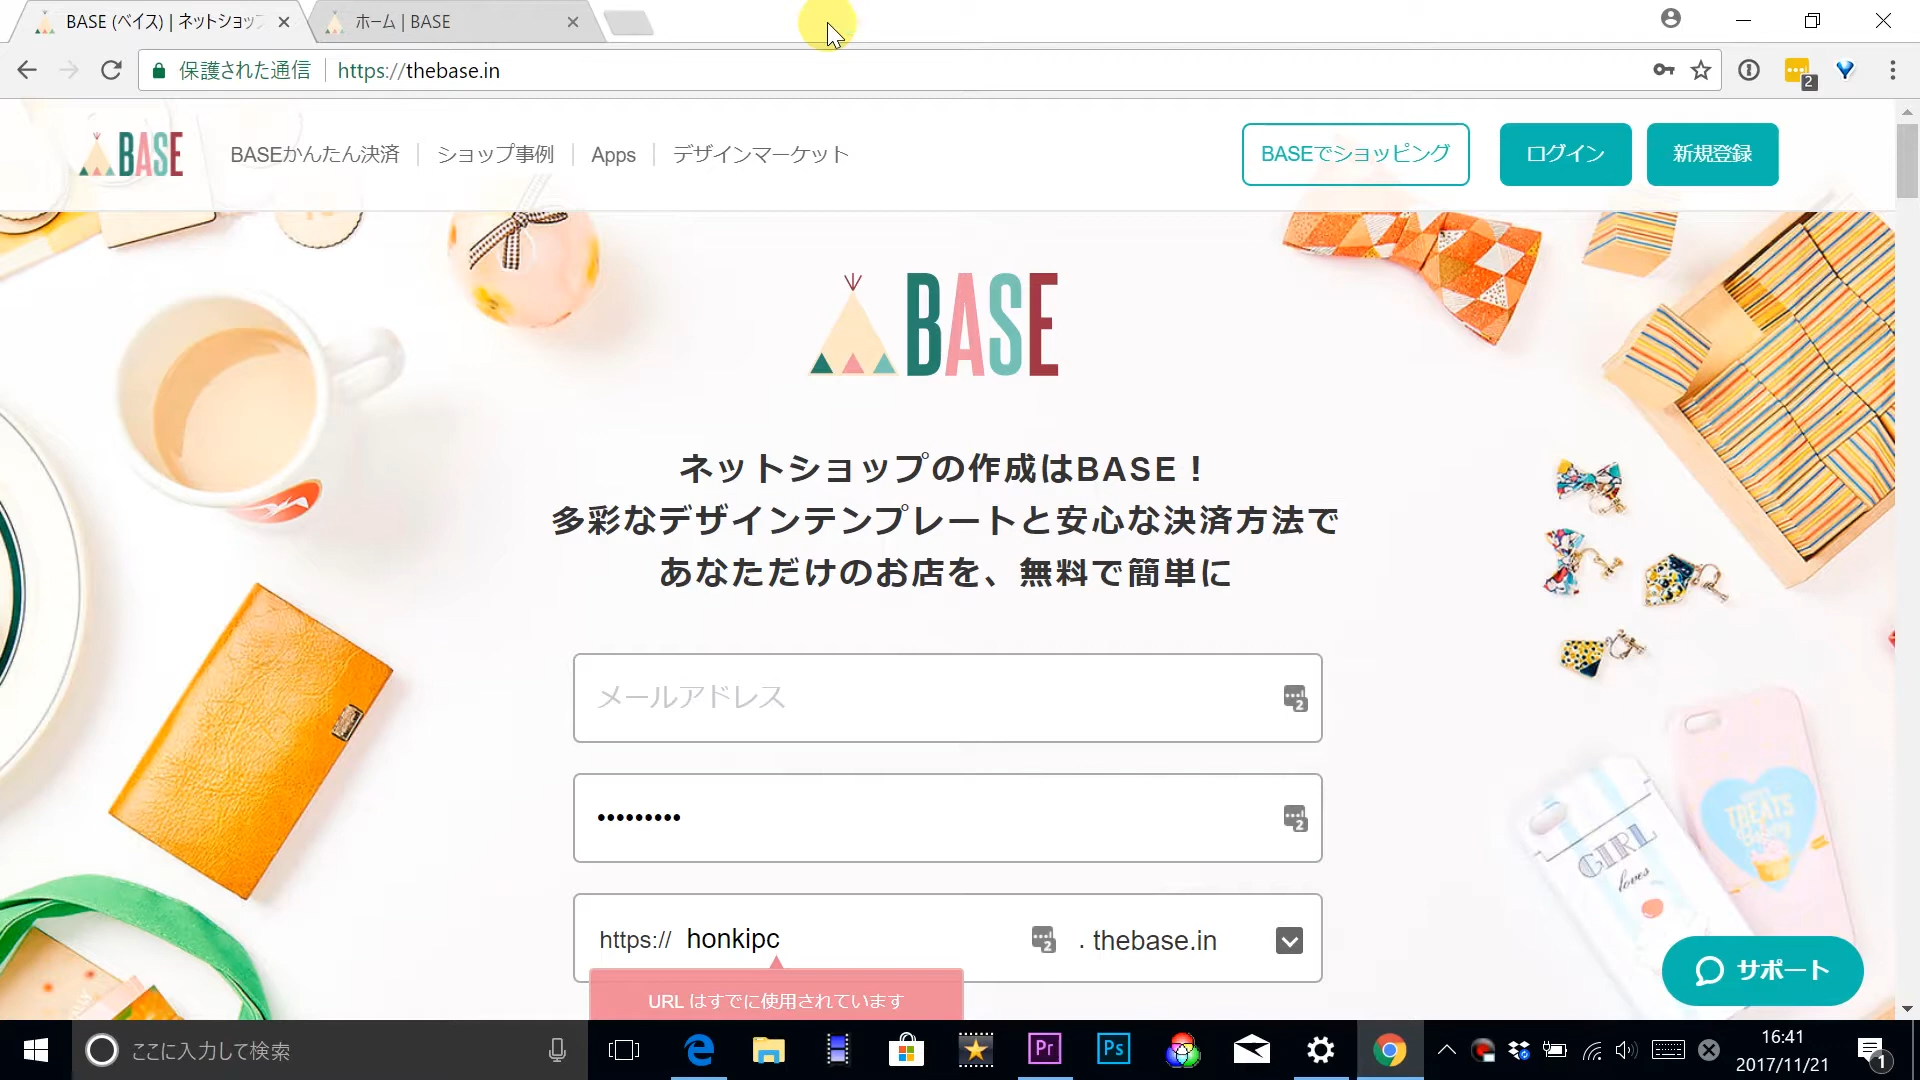 BASE (ベイス) | ネットショップ
ホーム | BASE
保護された通信
https://thebase.in
2
BASE
BASEかんたん決済
ショップ事例
Apps
デザインマーケット
BASEでショッピング
ログイン
新規登録
BASE
ネットショップの作成はBASE！
多彩なデザインテンプレートと安心な決済方法で
あなただけのお店を、無料で簡単に
メールアドレス
•••••••••
https:// honkipc . thebase.in
URL はすでに使用されています
GIRL
loves
TREATS
サポート
ここに入力して検索
Pr
Ps
16:41
2017/11/21
1